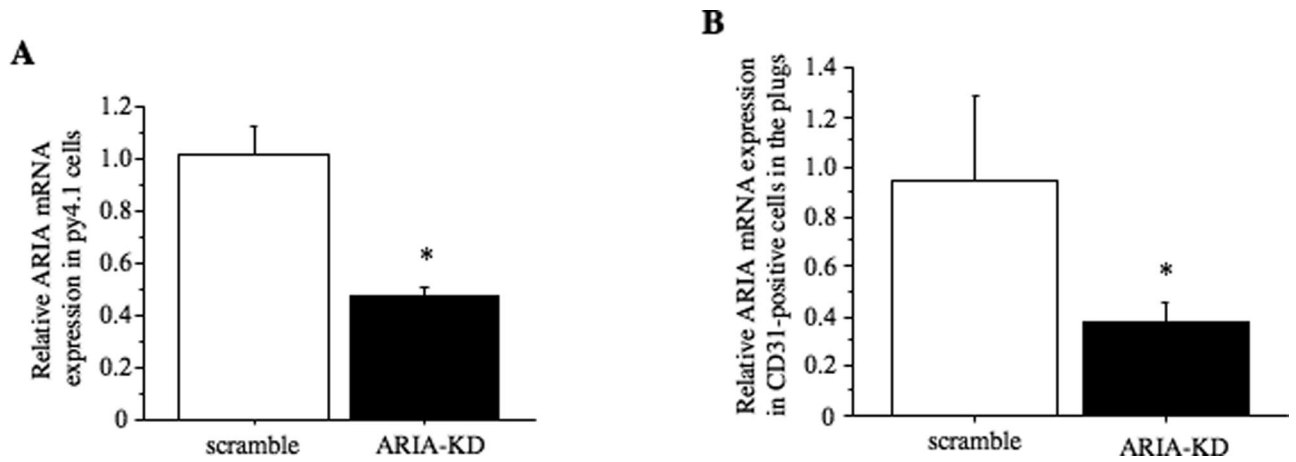 A
Relative ARIA mRNA
expression in py4.1 cells
1.2
1.0
0.8
0.6
0.4
0.2
0
*
scramble
ARIA-KD
B
Relative ARIA mRNA expression
in CD31-positive cells in the plugs
1.4
1.2
1.0
0.8
0.6
0.4
0.2
0
*
scramble
ARIA-KD